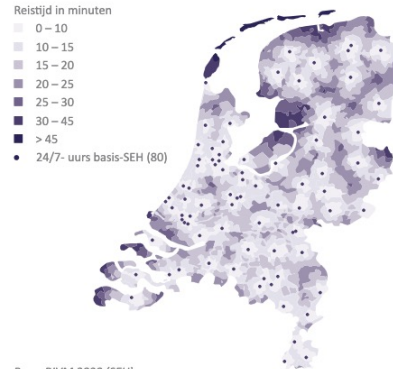 Reistijd in minuten
0 – 10
10 – 15
15 – 20
20 – 25
25 – 30
30 – 45
> 45
24/7- uurs basis-SEH (80)